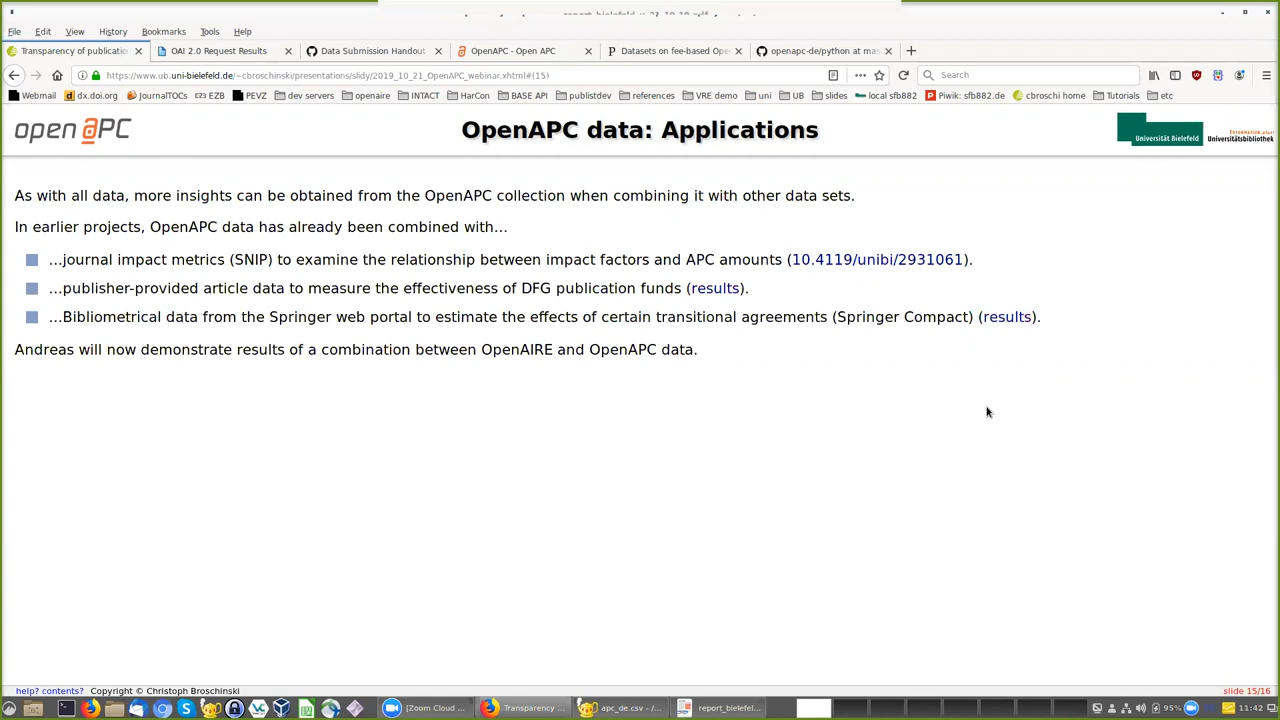 File Edit View History Bookmarks Tools Help
Transparency of publicatio OAI 2.0 Request Results Data Submission Handout OpenAPC - Open APC Datasets on fee-based Ope openapc-de/python at mas
https://www.ub.uni-bielefeld.de/~cbroschinski/presentations/slidy/2019_10_21_OpenAPC_webinar.xhtml#(15) Search
Webmail dx.doi.org JournalTOCs EZB PEVZ dev servers openaire INTACT HarCon BASE API publistdev references VRE demo uni UB slides local sfb882 Piwik: sfb882.de cbroschi home Tutorials etc
open APC
OpenAPC data: Applications
Universität Bielefeld
Universitätsbibliothek
As with all data, more insights can be obtained from the OpenAPC collection when combining it with other data sets.
In earlier projects, OpenAPC data has already been combined with...
...journal impact metrics (SNIP) to examine the relationship between impact factors and APC amounts (10.4119/unibi/2931061).
...publisher-provided article data to measure the effectiveness of DFG publication funds (results).
...Bibliometrical data from the Springer web portal to estimate the effects of certain transitional agreements (Springer Compact) (results).
Andreas will now demonstrate results of a combination between OpenAIRE and OpenAPC data.
help? contents? Copyright © Christoph Broschinski
slide 15/16
[Zoom Cloud ... Transparency ... apc_de.csv - /... report_bielefel... 95% 11:42